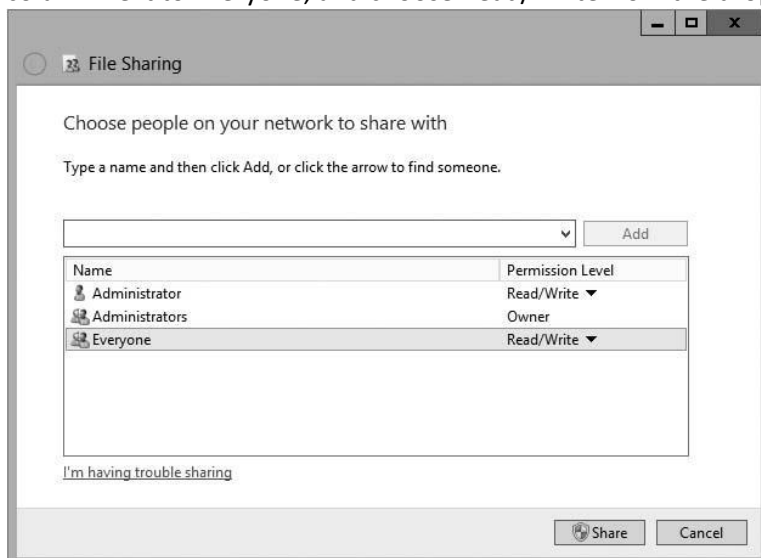 File Sharing
Choose people on your network to share with
Type a name and then click Add, or click the arrow to find someone.
Add
Name Permission Level
Administrator Read/Write
Administrators Owner
Everyone Read/Write
I'm having trouble sharing
Share Cancel